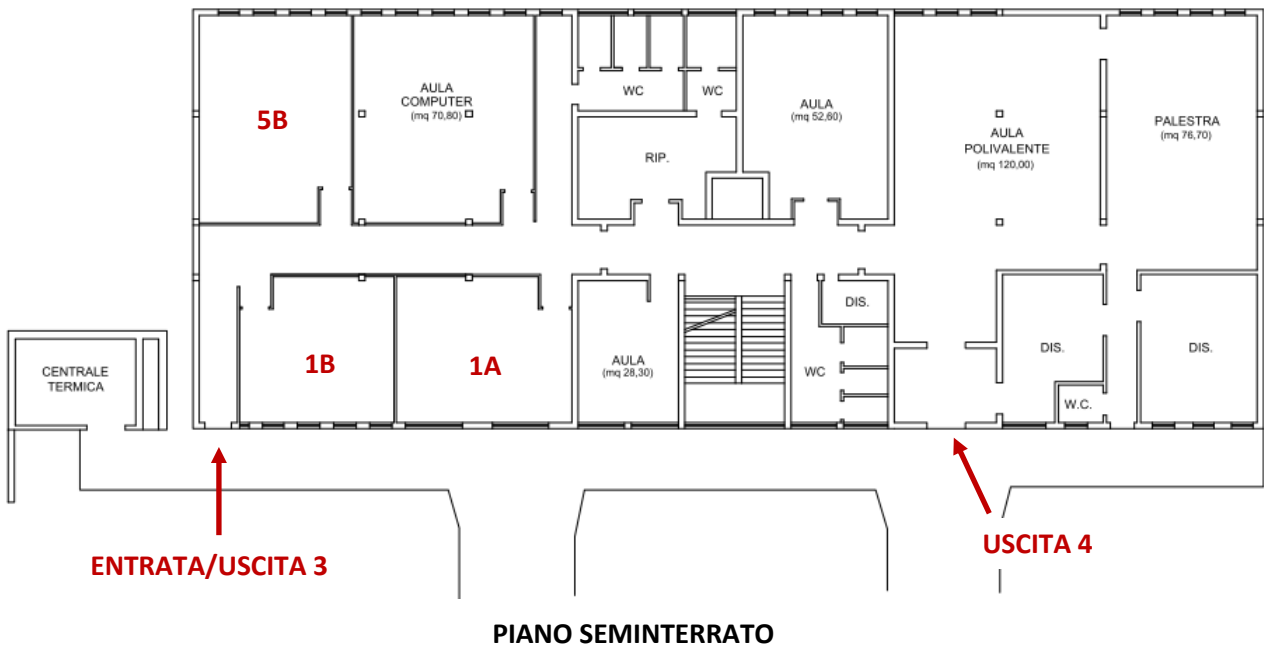 5B
AULA
COMPUTER
(mq 70,80)
WC
WC
RIP.
AULA
(mq 52,60)
AULA
POLIVALENTE
(mq 120,00)
PALESTRA
(mq 76,70)
1B
1A
AULA
(mq 28,30)
DIS.
WC
DIS.
W.C.
DIS.
CENTRALE
TERMICA
ENTRATA/USCITA 3
USCITA 4
PIANO SEMINTERRATO